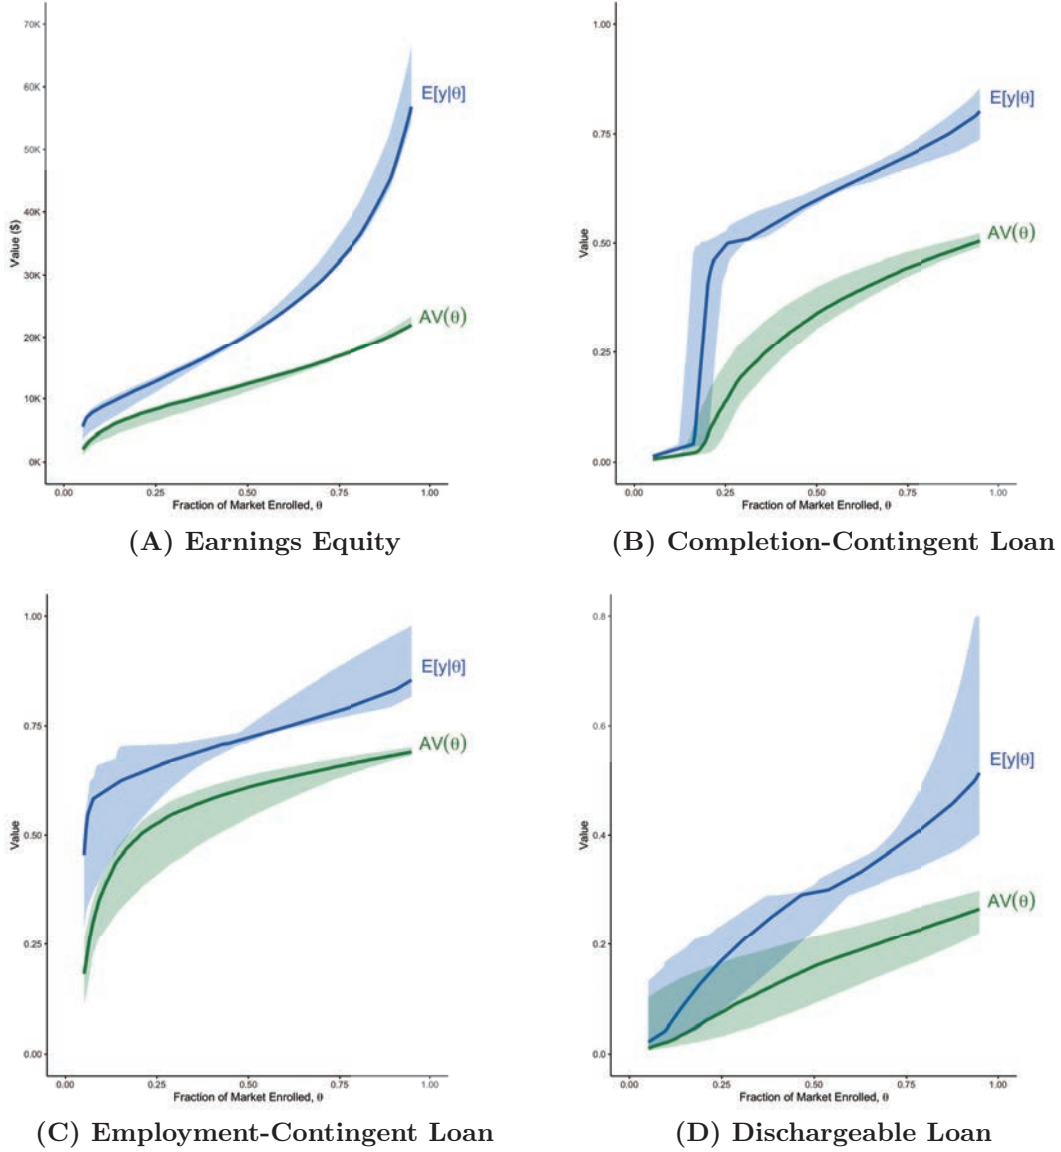 70K
60K
50K
40K
30K
20K
10K
0K
Value ($)
E[y|θ]
AV(θ)
0.00 0.25 0.50 0.75 1.00
Fraction of Market Enrolled, θ
(A) Earnings Equity
1.00
0.75
0.50
0.25
0.00
Value
E[y|θ]
AV(θ)
0.00 0.25 0.50 0.75 1.00
Fraction of Market Enrolled, θ
(B) Completion-Contingent Loan
1.00
0.75
0.50
0.25
0.00
Value
E[y|θ]
AV(θ)
0.00 0.25 0.50 0.75 1.00
Fraction of Market Enrolled, θ
(C) Employment-Contingent Loan
0.8
0.6
0.4
0.2
0.0
Value
E[y|θ]
AV(θ)
0.00 0.25 0.50 0.75 1.00
Fraction of Market Enrolled, θ
(D) Dischargeable Loan